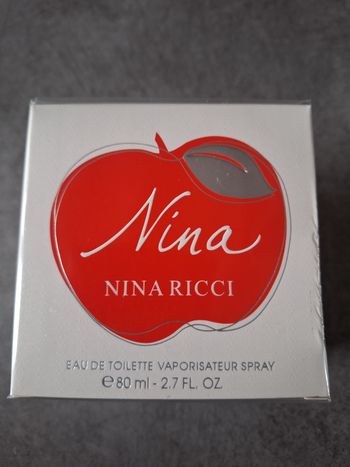 Nina
NINA RICCI
EAU DE TOILETTE VAPORISATEUR SPRAY
℮ 80 ml - 2.7 FL. OZ.